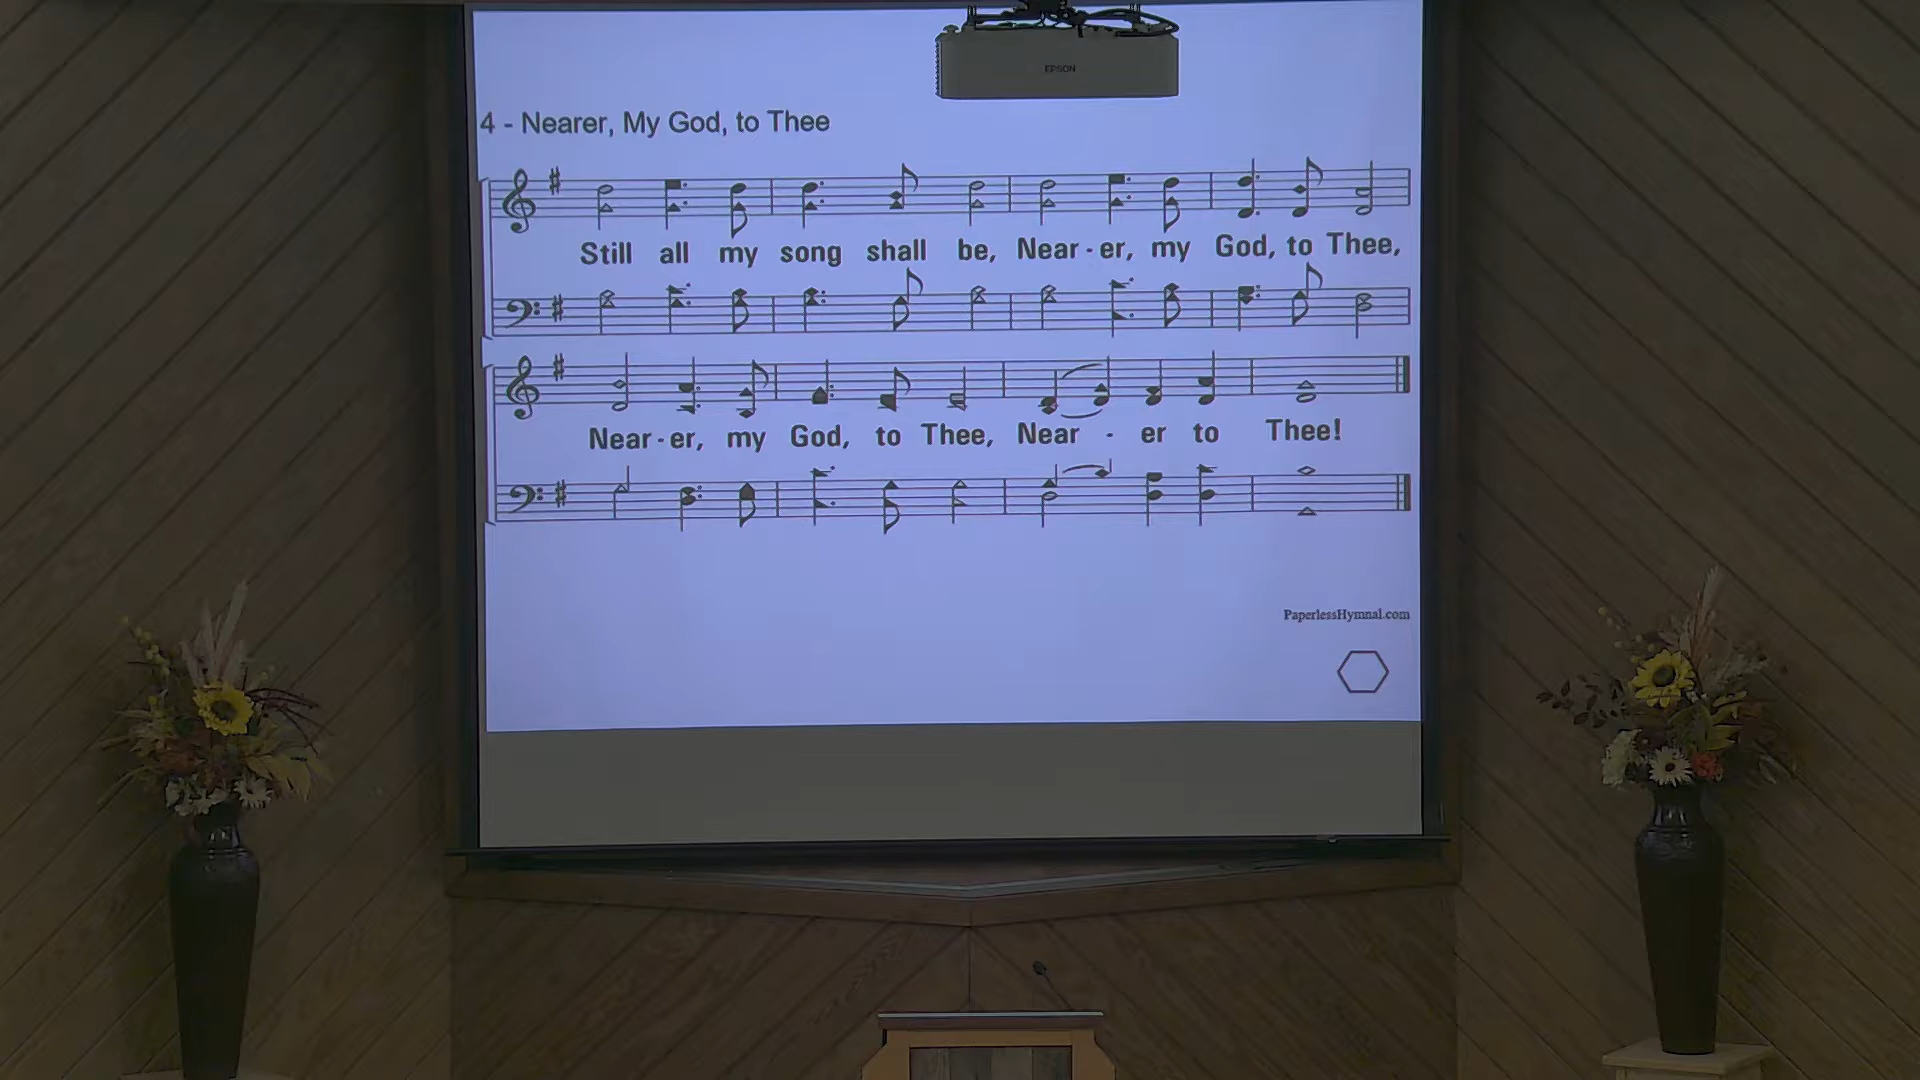 EPSON
4 - Nearer, My God, to Thee
Still all my song shall be, Near - er, my God, to Thee,
Near - er, my God, to Thee, Near - er to Thee!
PaperlessHymnal.com